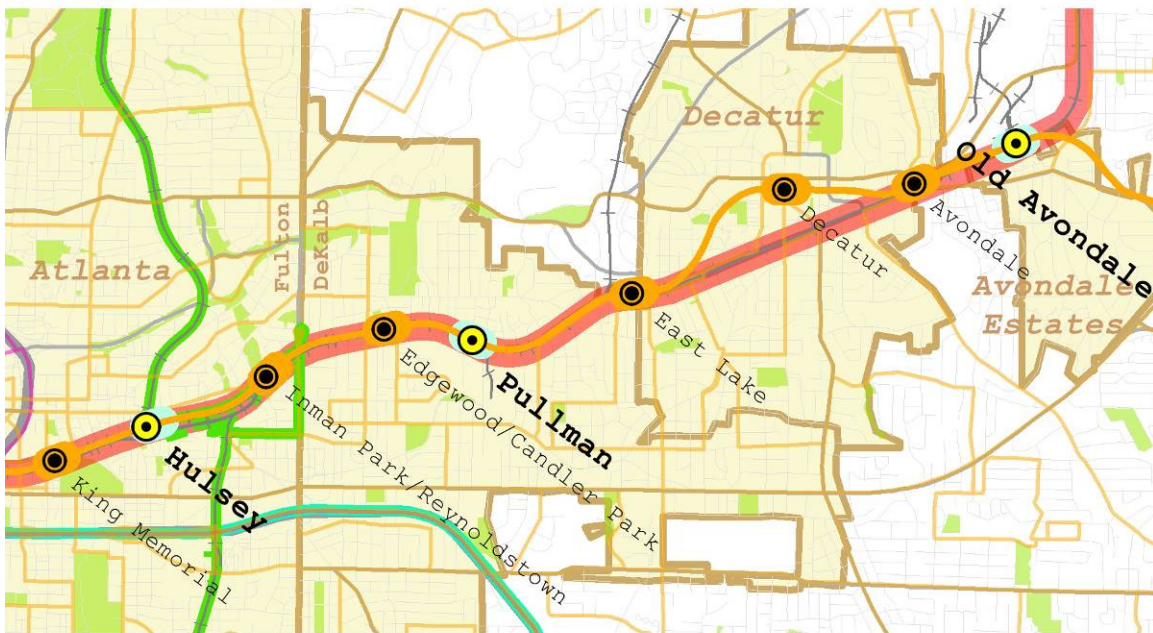 Decatur
Old Avondale
Fulton
DeKalb
Atlanta
Decatur
Avondale
Avondale
Estates
East Lake
Pullman
Edgewood/Candler Park
Inman Park/Reynoldstown
Hulsey
King Memorial